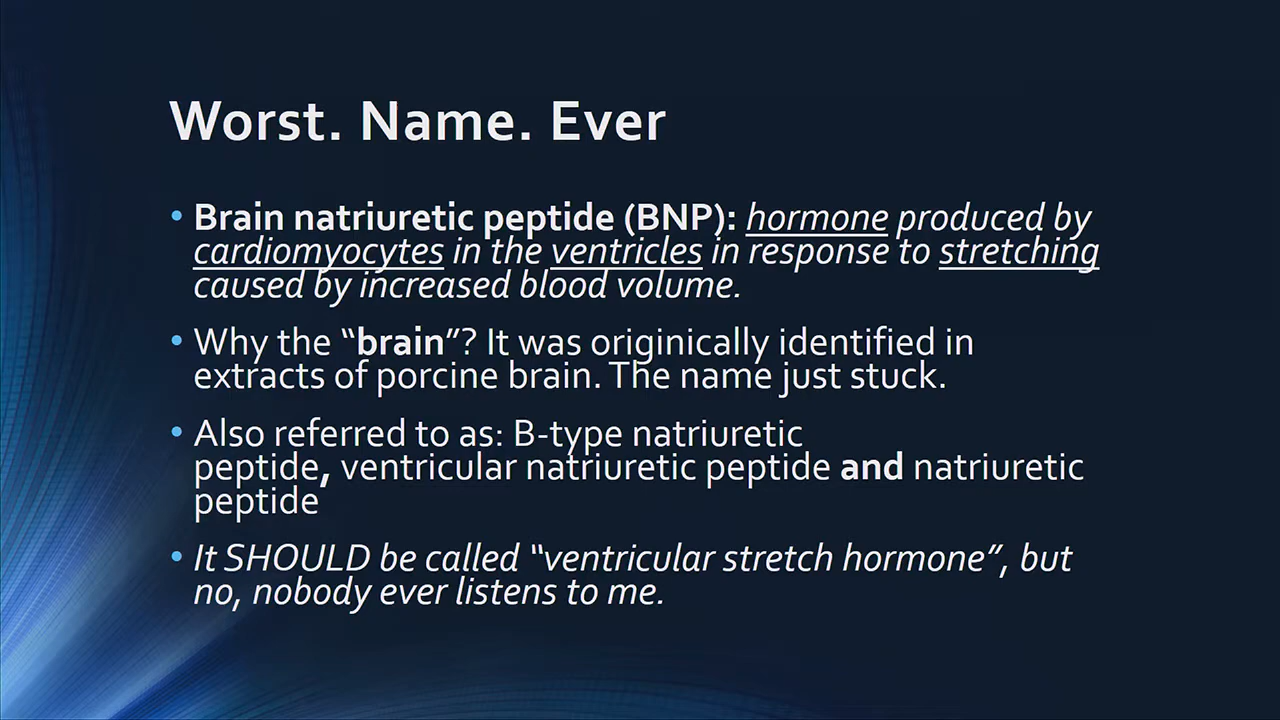 Worst. Name. Ever
• Brain natriuretic peptide (BNP): hormone produced by
cardiomyocytes in the ventricles in response to stretching
caused by increased blood volume.
• Why the “brain”? It was originically identified in
extracts of porcine brain. The name just stuck.
• Also referred to as: B-type natriuretic
peptide, ventricular natriuretic peptide and natriuretic
peptide
• It SHOULD be called “ventricular stretch hormone”, but
no, nobody ever listens to me.